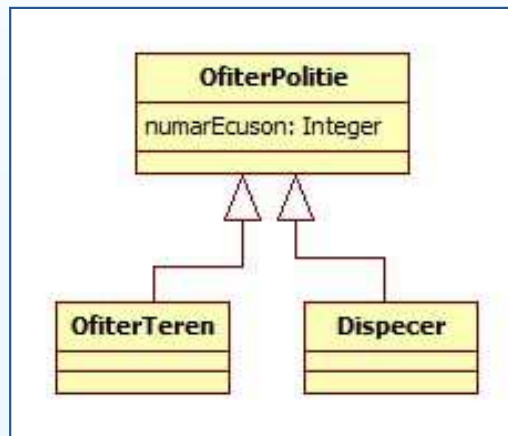 OfiterPolitie
numarEcuson: Integer
OfiterTeren
Dispecer